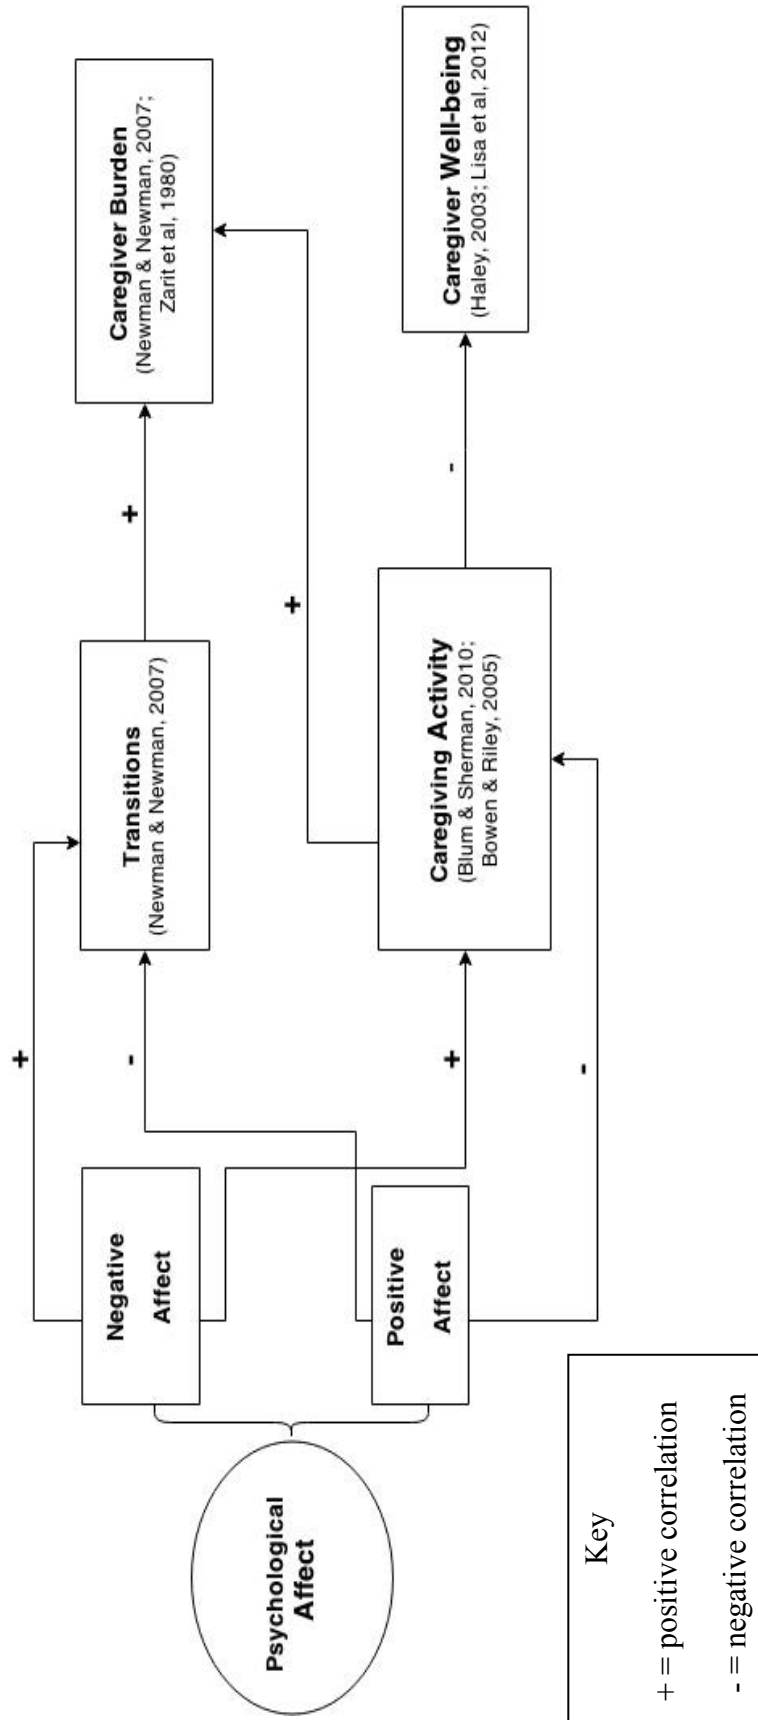 Psychological
Affect
Negative
Affect
Positive
Affect
+
-
+
-
Transitions
(Newman & Newman, 2007)
Caregiving Activity
(Blum & Sherman, 2010;
Bowen & Riley, 2005)
+
+
-
Caregiver Burden
(Newman & Newman, 2007;
Zarit et al, 1980)
Caregiver Well-being
(Haley, 2003; Lisa et al, 2012)
Key
+ = positive correlation
- = negative correlation